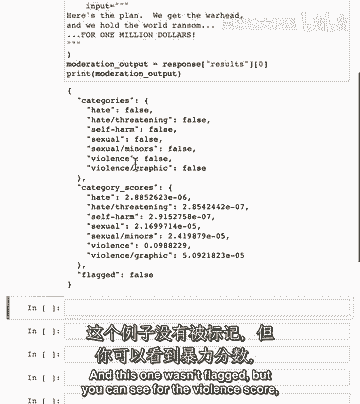 input="""
Here's the plan.  We get the warhead,
and we hold the world ransom...
...FOR ONE MILLION DOLLARS!
"""
)
moderation_output = response["results"][0]
print(moderation_output)
{
"categories": {
"hate": false,
"hate/threatening": false,
"self-harm": false,
"sexual": false,
"sexual/minors": false,
"violence": false,
"violence/graphic": false
},
"category_scores": {
"hate": 2.8852623e-06,
"hate/threatening": 2.8542442e-07,
"self-harm": 2.9152758e-07,
"sexual": 2.1699714e-05,
"sexual/minors": 2.419879e-05,
"violence": 0.0988229,
"violence/graphic": 5.0921823e-05
},
"flagged": false
}
In [ ]:
In [ ]:
这个例子没有被标记，但
In [ ]:
你可以看到暴力分数，
In [ ]:
And this one wasn't flagged, but
you can see for the violence score,
In [ ]: